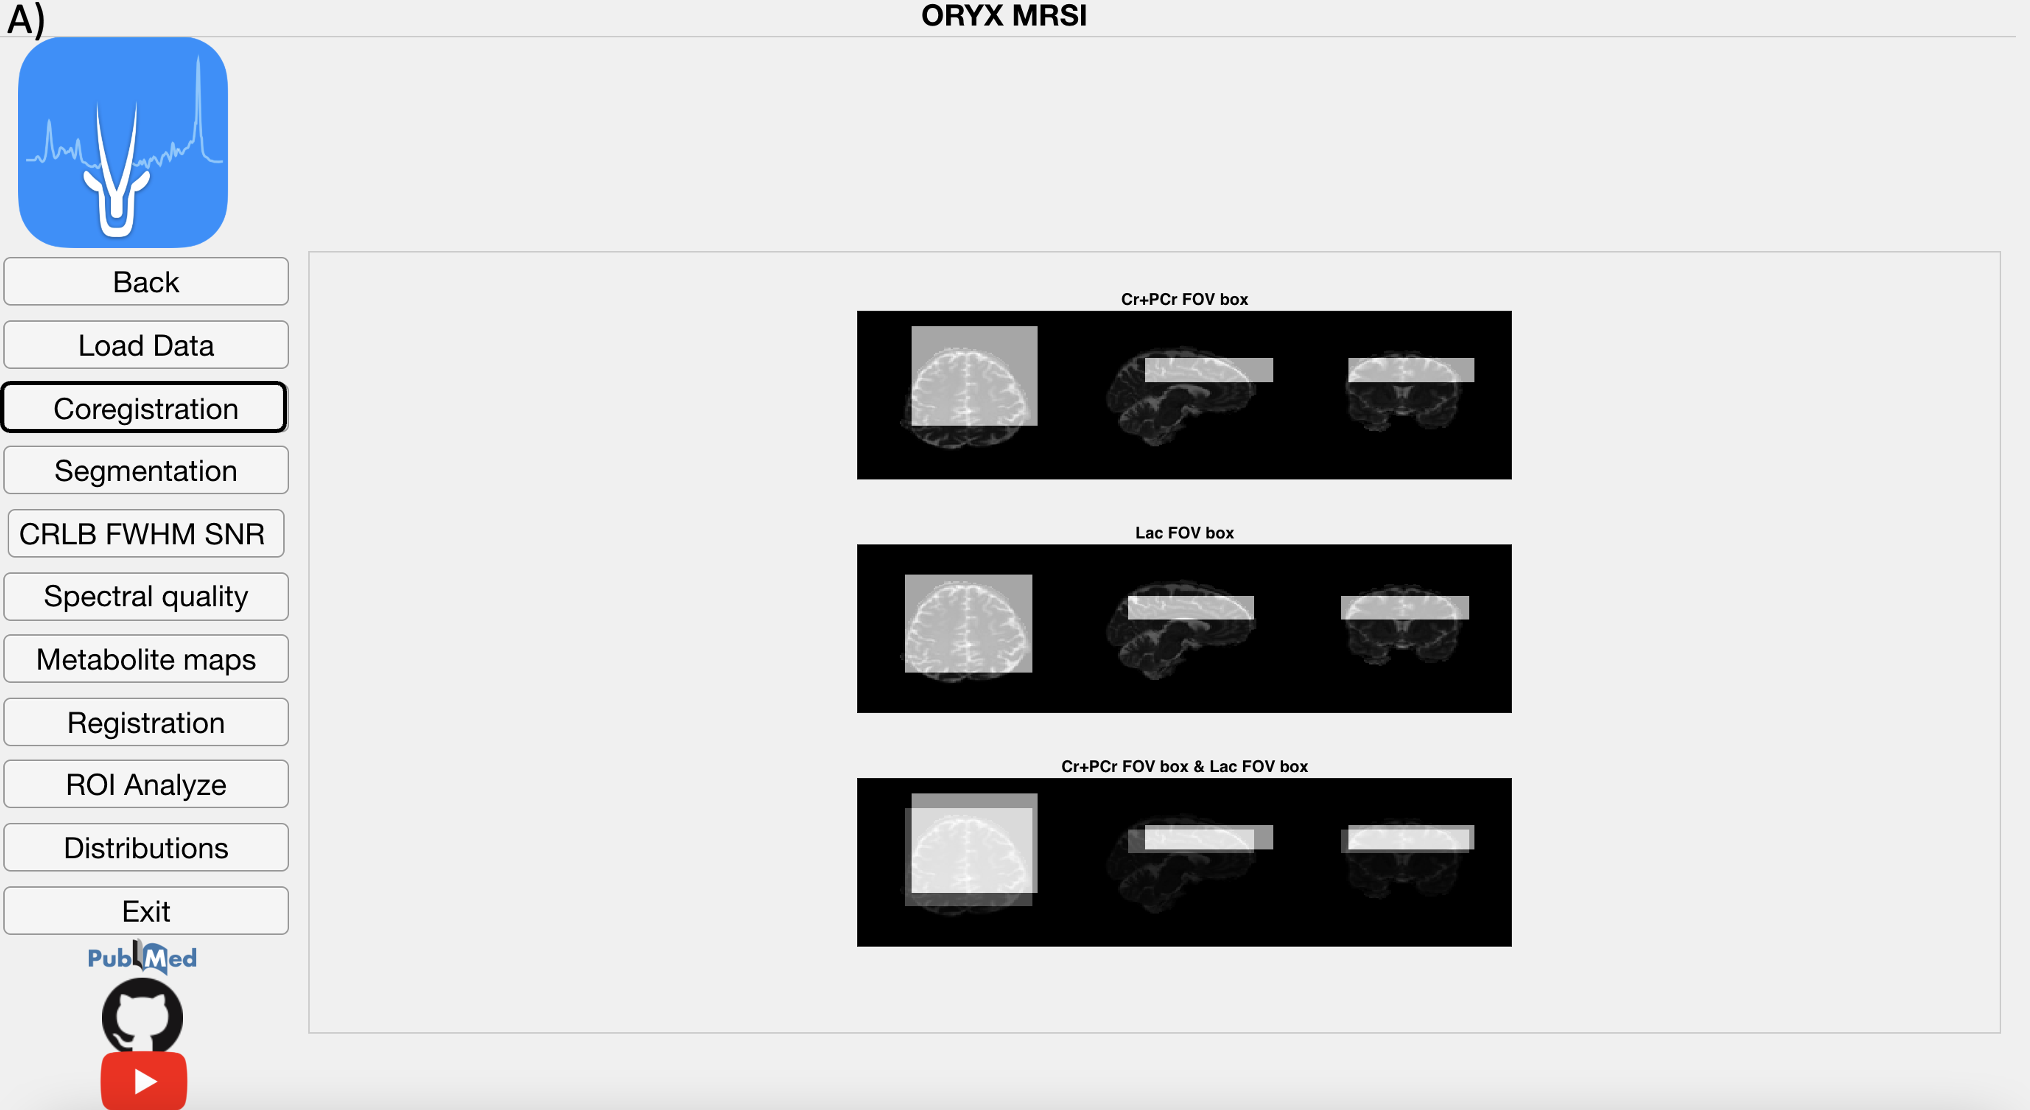 A)
ORYX MRSI
Back
Load Data
Coregistration
Segmentation
CRLB FWHM SNR
Spectral quality
Metabolite maps
Registration
ROI Analyze
Distributions
Exit
PubMed
Cr+PCr FOV box
Lac FOV box
Cr+PCr FOV box & Lac FOV box